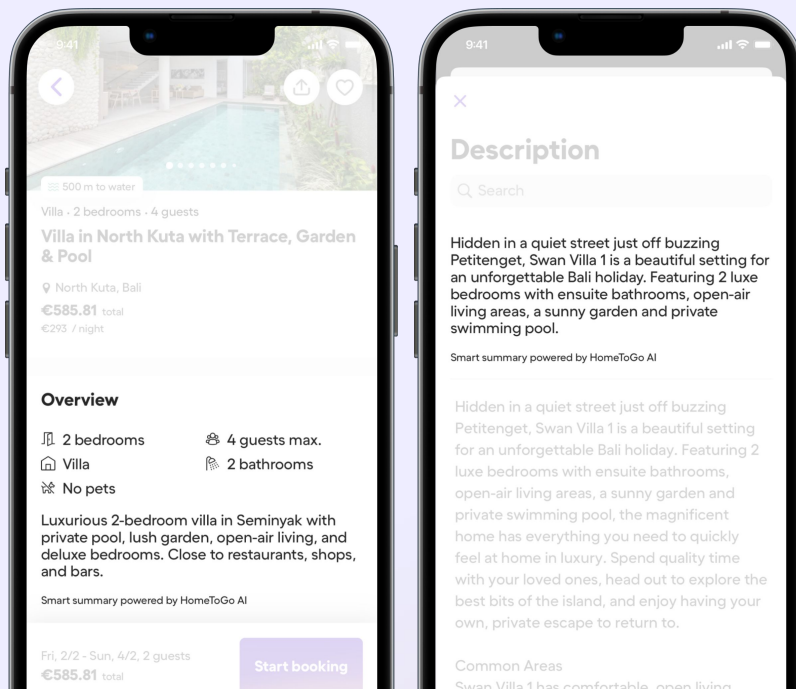 9:41
500 m to water
Villa · 2 bedrooms · 4 guests
Villa in North Kuta with Terrace, Garden
& Pool
North Kuta, Bali
€585.81 total
€293 / night
Overview
2 bedrooms
4 guests max.
Villa
2 bathrooms
No pets
Luxurious 2-bedroom villa in Seminyak with
private pool, lush garden, open-air living, and
deluxe bedrooms. Close to restaurants, shops,
and bars.
Smart summary powered by HomeToGo AI
Fri, 2/2 - Sun, 4/2, 2 guests
€585.81 total
Start booking
9:41
Description
Search
Hidden in a quiet street just off buzzing
Petitenget, Swan Villa 1 is a beautiful setting for
an unforgettable Bali holiday. Featuring 2 luxe
bedrooms with ensuite bathrooms, open-air
living areas, a sunny garden and private
swimming pool.
Smart summary powered by HomeToGo AI
Hidden in a quiet street just off buzzing
Petitenget, Swan Villa 1 is a beautiful setting
for an unforgettable Bali holiday. Featuring 2
luxe bedrooms with ensuite bathrooms,
open-air living areas, a sunny garden and
private swimming pool, the magnificent
home has everything you need to quickly
feel at home in luxury. Spend quality time
with your loved ones, head out to explore the
best bits of the island, and enjoy having your
own, private escape to return to.
Common Areas
Swan Villa 1 has comfortable, open living